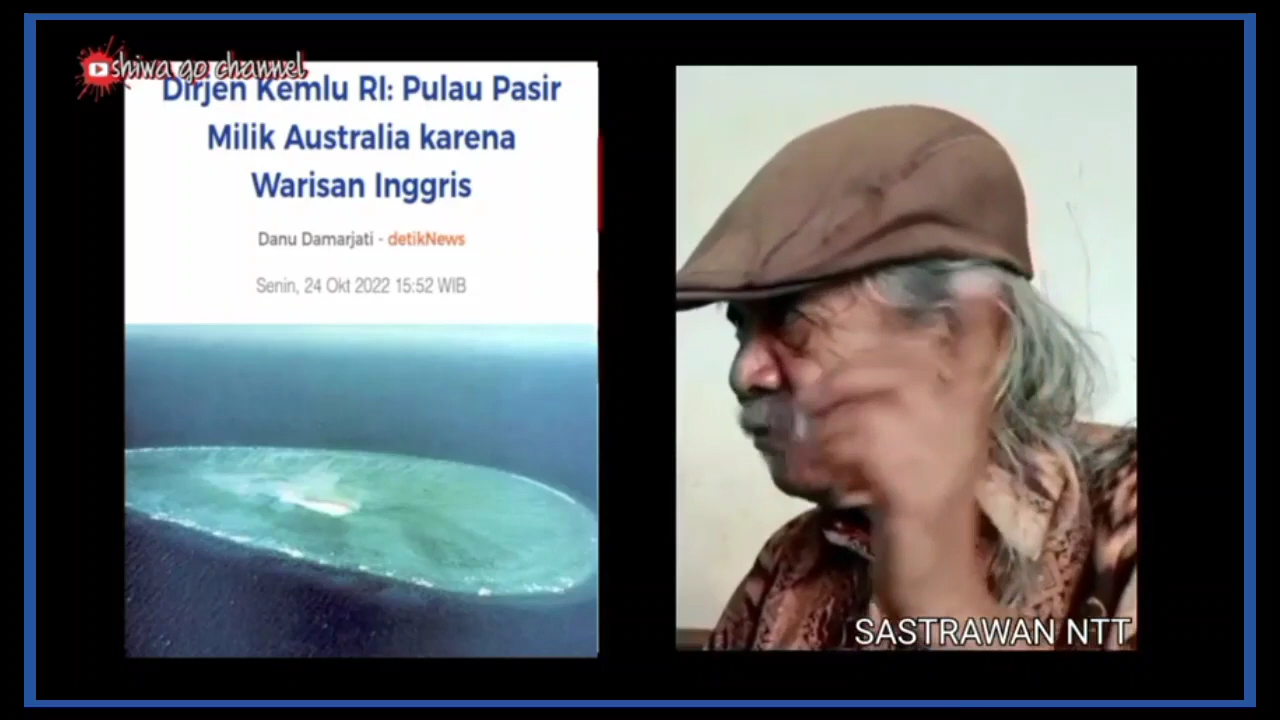 shiwa go channel
Dirjen Kemlu RI: Pulau Pasir
Milik Australia karena
Warisan Inggris
Danu Damarjati - detikNews
Senin, 24 Okt 2022 15:52 WIB
SASTRAWAN NTT